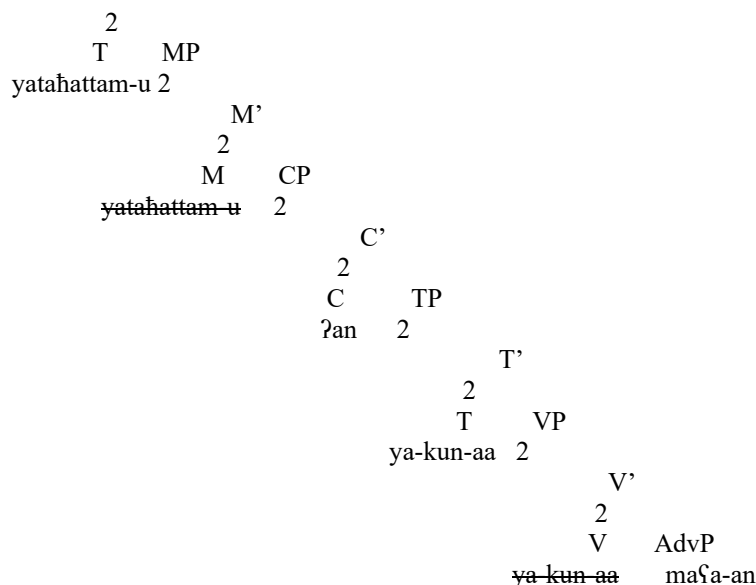 2
T MP
yataħattam-u 2
M’
2
M CP
yataħattam-u 2
C’
2
C TP
ʔan 2
T’
2
T VP
ya-kun-aa 2
V’
2
V AdvP
ya-kun-aa maʕa-an